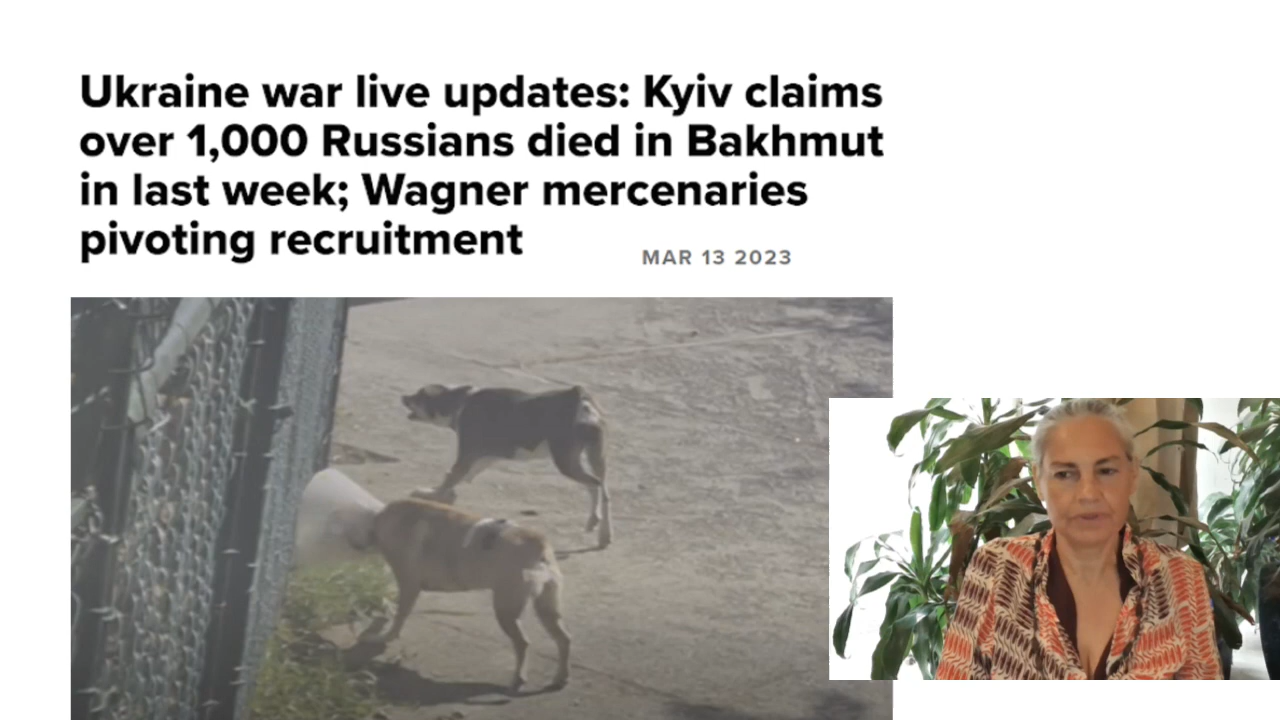 Ukraine war live updates: Kyiv claims
over 1,000 Russians died in Bakhmut
in last week; Wagner mercenaries
pivoting recruitment
MAR 13 2023